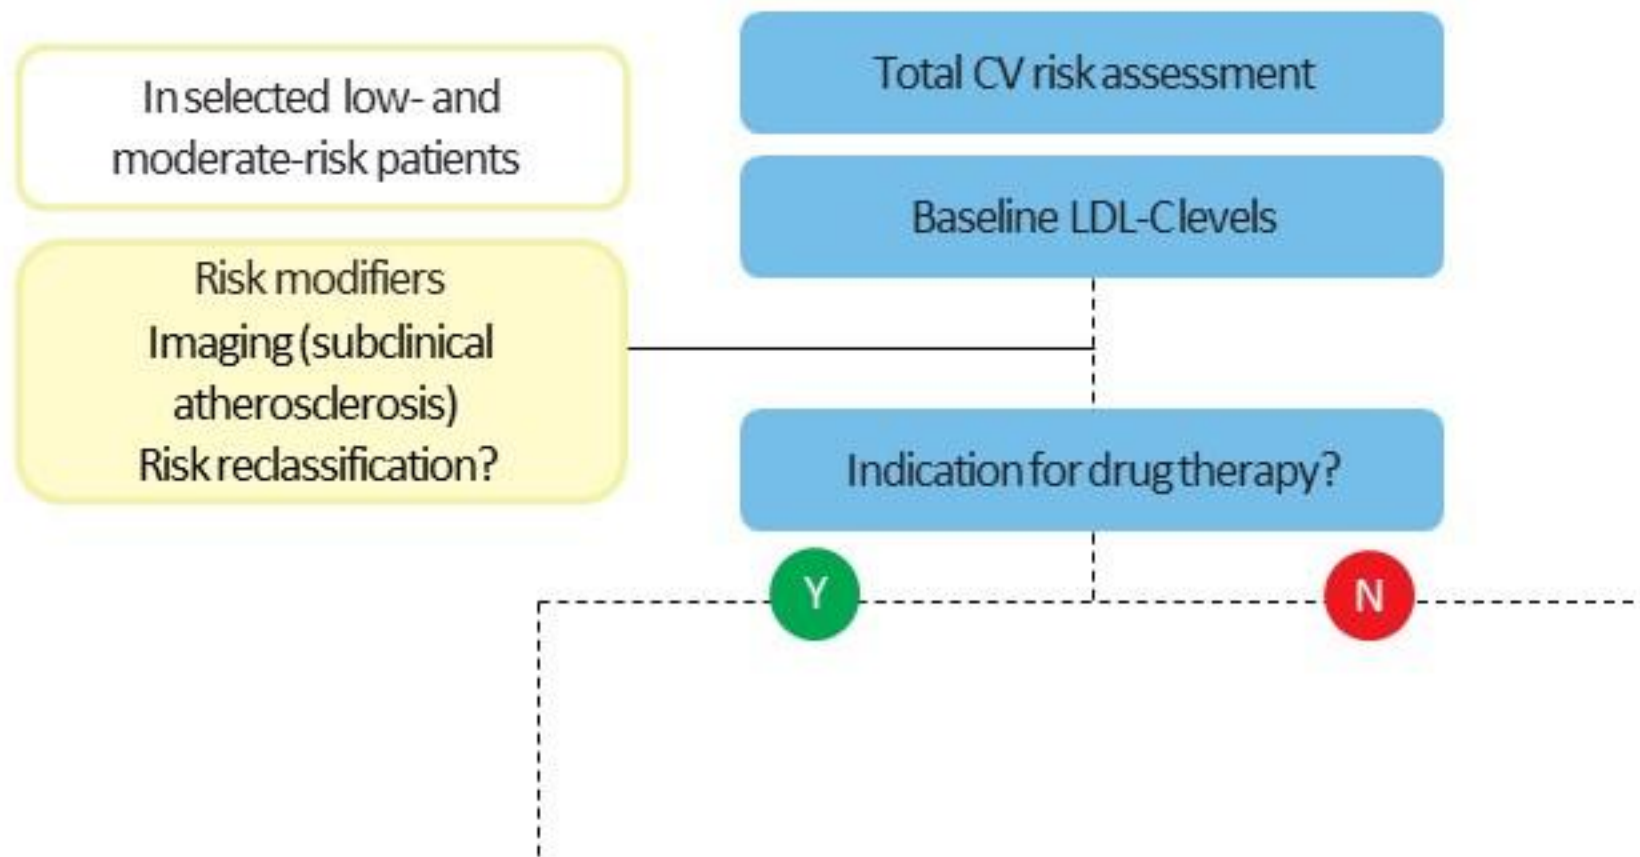 In selected low- and
moderate-risk patients
Risk modifiers
Imaging (subclinical
atherosclerosis)
Risk reclassification?
Total CV risk assessment
Baseline LDL-C levels
Indication for drug therapy?
Y
N